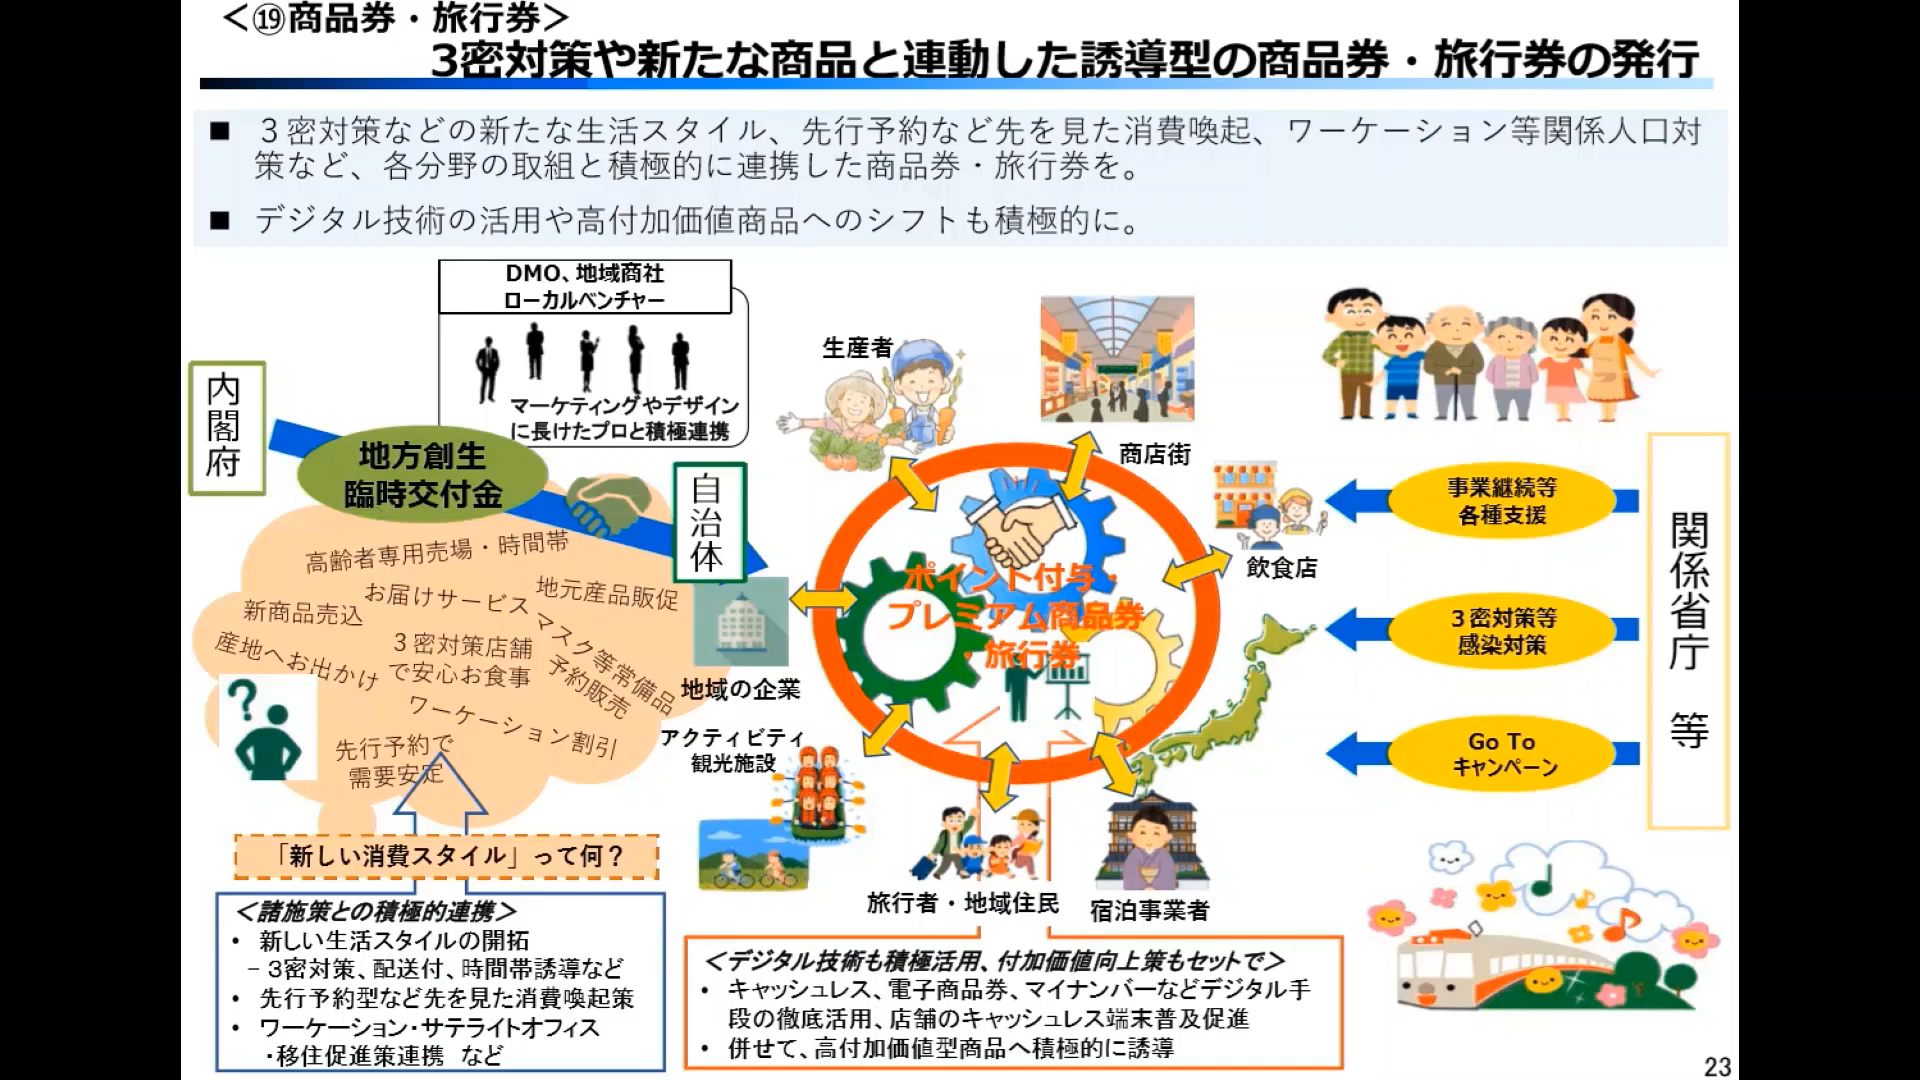 ＜⑲商品券・旅行券＞
3密対策や新たな商品と連動した誘導型の商品券・旅行券の発行
■ ３密対策などの新たな生活スタイル、先行予約など先を見た消費喚起、ワーケーション等関係人口対
策など、各分野の取組と積極的に連携した商品券・旅行券を。
■ デジタル技術の活用や高付加価値商品へのシフトも積極的に。
DMO、地域商社
ローカルベンチャー
マーケティングやデザイン
に長けたプロと積極連携
内閣府
地方創生
臨時交付金
自治体
高齢者専用売場・時間帯
お届けサービス
地元産品販促
新商品売込
産地へお出かけ
３密対策店舗
で安心お食事
マスク等常備品
予約販売
ワーケーション割引
先行予約で
需要安定
「新しい消費スタイル」って何？
＜諸施策との積極的連携＞
• 新しい生活スタイルの開拓
－３密対策、配送付、時間帯誘導など
• 先行予約型など先を見た消費喚起策
• ワーケーション・サテライトオフィス
・移住促進策連携 など
生産者
商店街
飲食店
地域の企業
アクティビティ
観光施設
旅行者・地域住民
宿泊事業者
ポイント付与・
プレミアム商品券
・旅行券
＜デジタル技術も積極活用、付加価値向上策もセットで＞
• キャッシュレス、電子商品券、マイナンバーなどデジタル手
段の徹底活用、店舗のキャッシュレス端末普及促進
• 併せて、高付加価値型商品へ積極的に誘導
事業継続等
各種支援
３密対策等
感染対策
Go To
キャンペーン
関係省庁 等
23